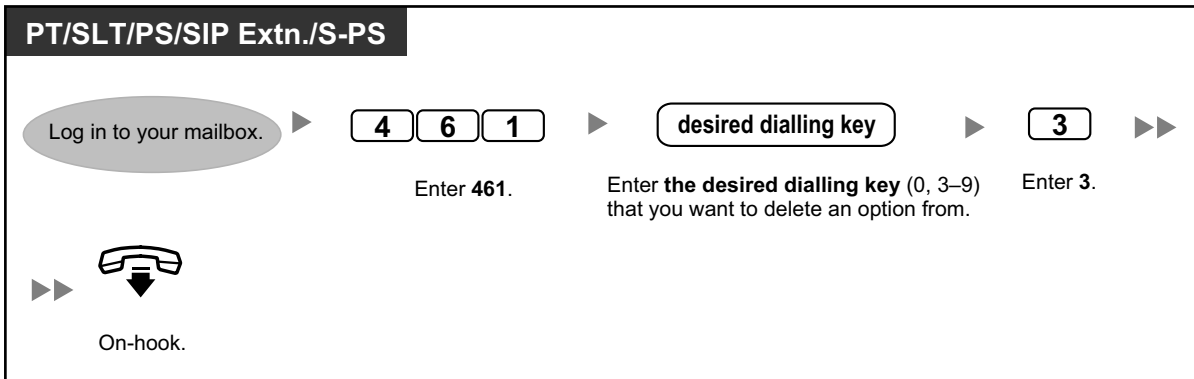 PT/SLT/PS/SIP Extn./S-PS
Log in to your mailbox.
4 6 1
desired dialling key
3
Enter 461.
Enter the desired dialling key (0, 3–9)
that you want to delete an option from.
Enter 3.
On-hook.